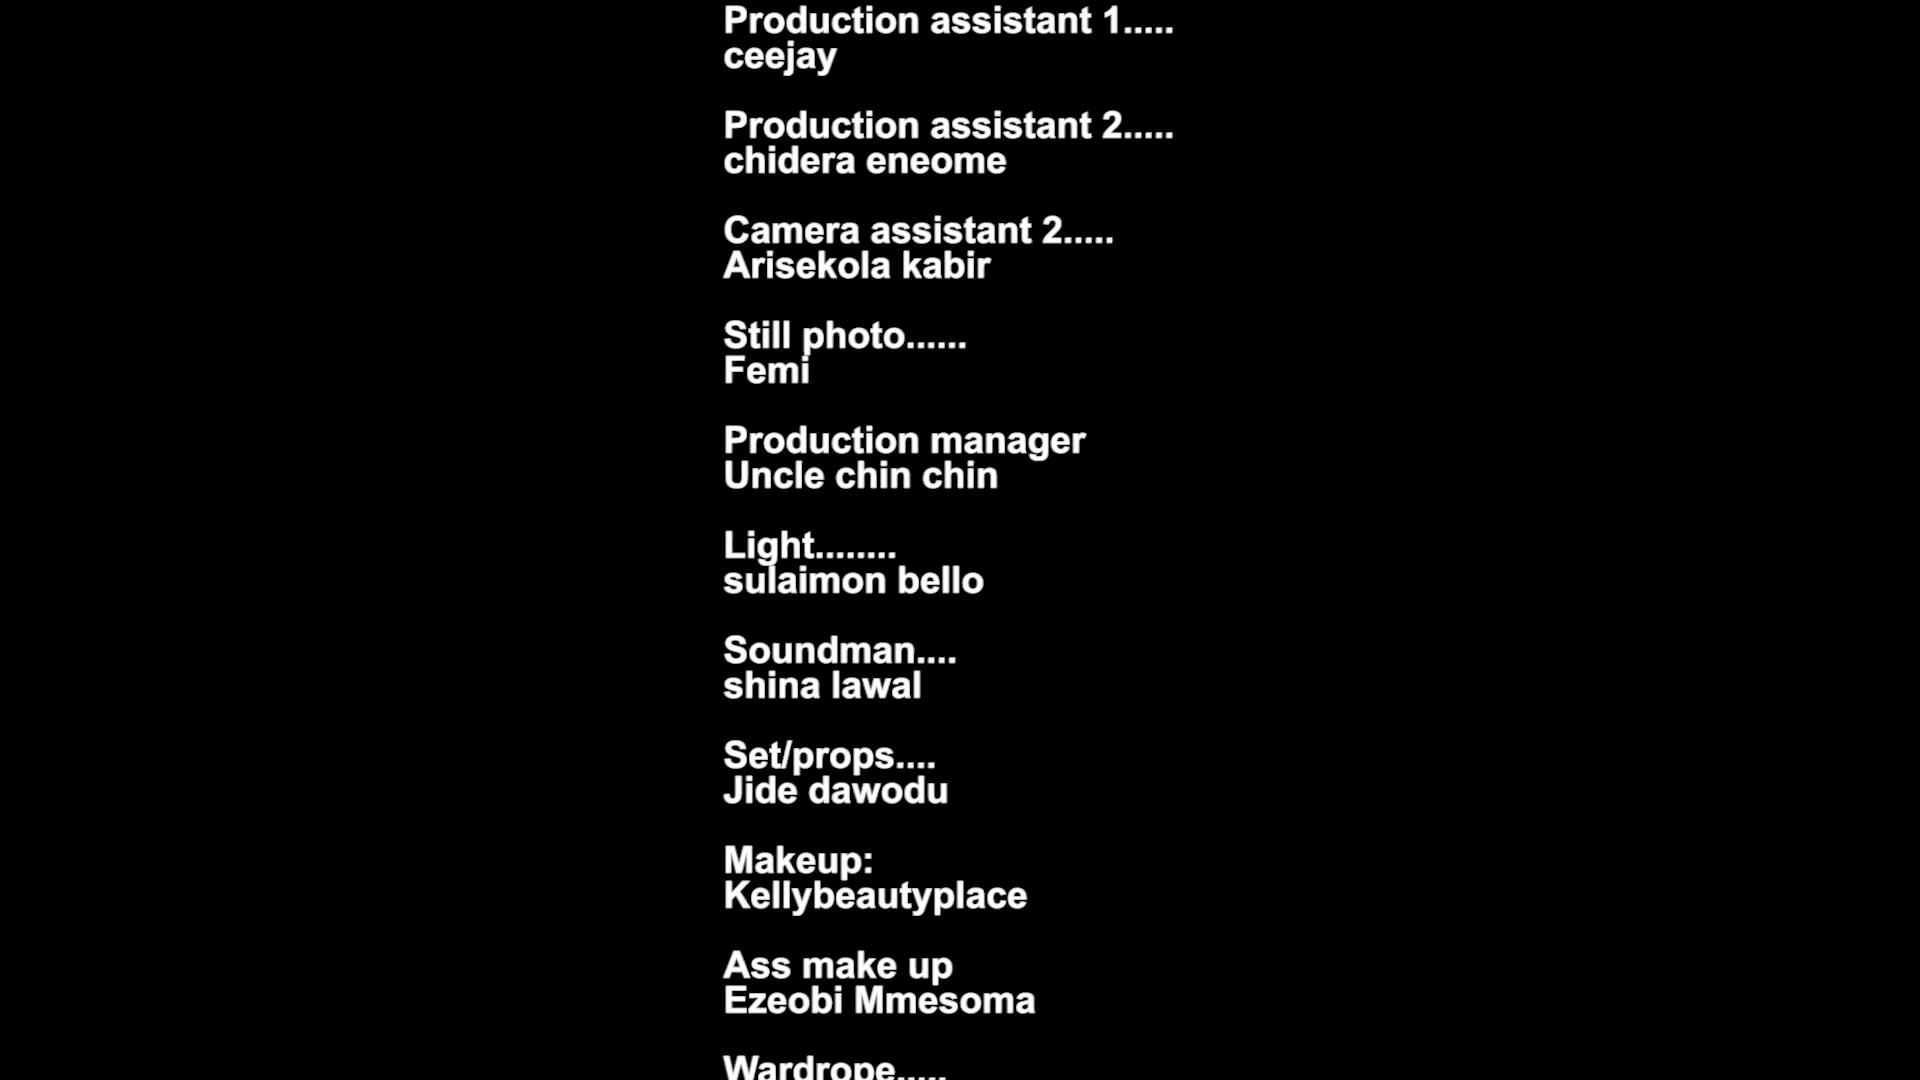 Production assistant 1.....
ceejay
Production assistant 2.....
chidera eneome
Camera assistant 2.....
Arisekola kabir
Still photo......
Femi
Production manager
Uncle chin chin
Light........
sulaimon bello
Soundman....
shina lawal
Set/props....
Jide dawodu
Makeup:
Kellybeautyplace
Ass make up
Ezeobi Mmesoma
Wardrope.....